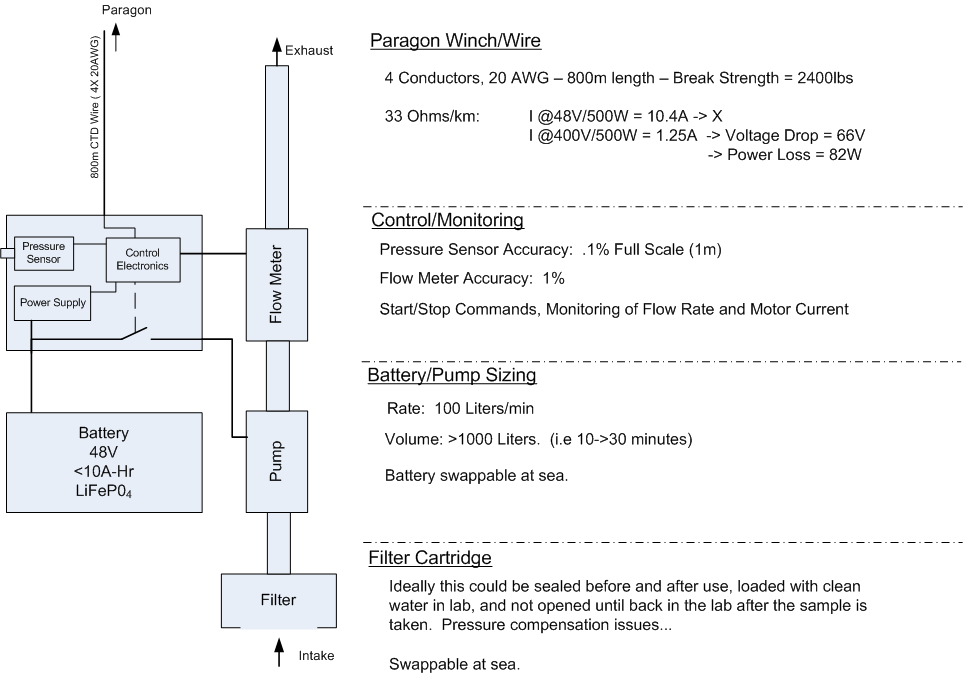 Paragon
Exhaust
800m CTD Wire ( 4X 20AWG)
Pressure
Sensor
Control
Electronics
Power Supply
Flow Meter
Battery
48V
<10A-Hr
LiFeP0₄
Pump
Filter
Intake
Paragon Winch/Wire
4 Conductors, 20 AWG – 800m length – Break Strength = 2400lbs
33 Ohms/km: I @48V/500W = 10.4A -> X
I @400V/500W = 1.25A -> Voltage Drop = 66V
-> Power Loss = 82W
Control/Monitoring
Pressure Sensor Accuracy: .1% Full Scale (1m)
Flow Meter Accuracy: 1%
Start/Stop Commands, Monitoring of Flow Rate and Motor Current
Battery/Pump Sizing
Rate: 100 Liters/min
Volume: >1000 Liters. (i.e 10->30 minutes)
Battery swappable at sea.
Filter Cartridge
Ideally this could be sealed before and after use, loaded with clean
water in lab, and not opened until back in the lab after the sample is
taken. Pressure compensation issues...
Swappable at sea.